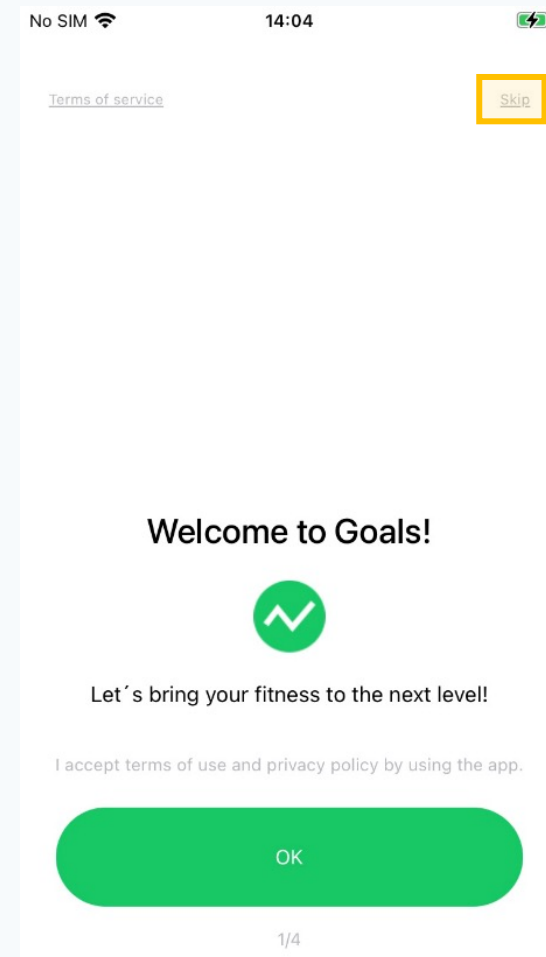 No SIM 14:04
Terms of service Skip
Welcome to Goals!
Let´s bring your fitness to the next level!
I accept terms of use and privacy policy by using the app.
OK
1/4